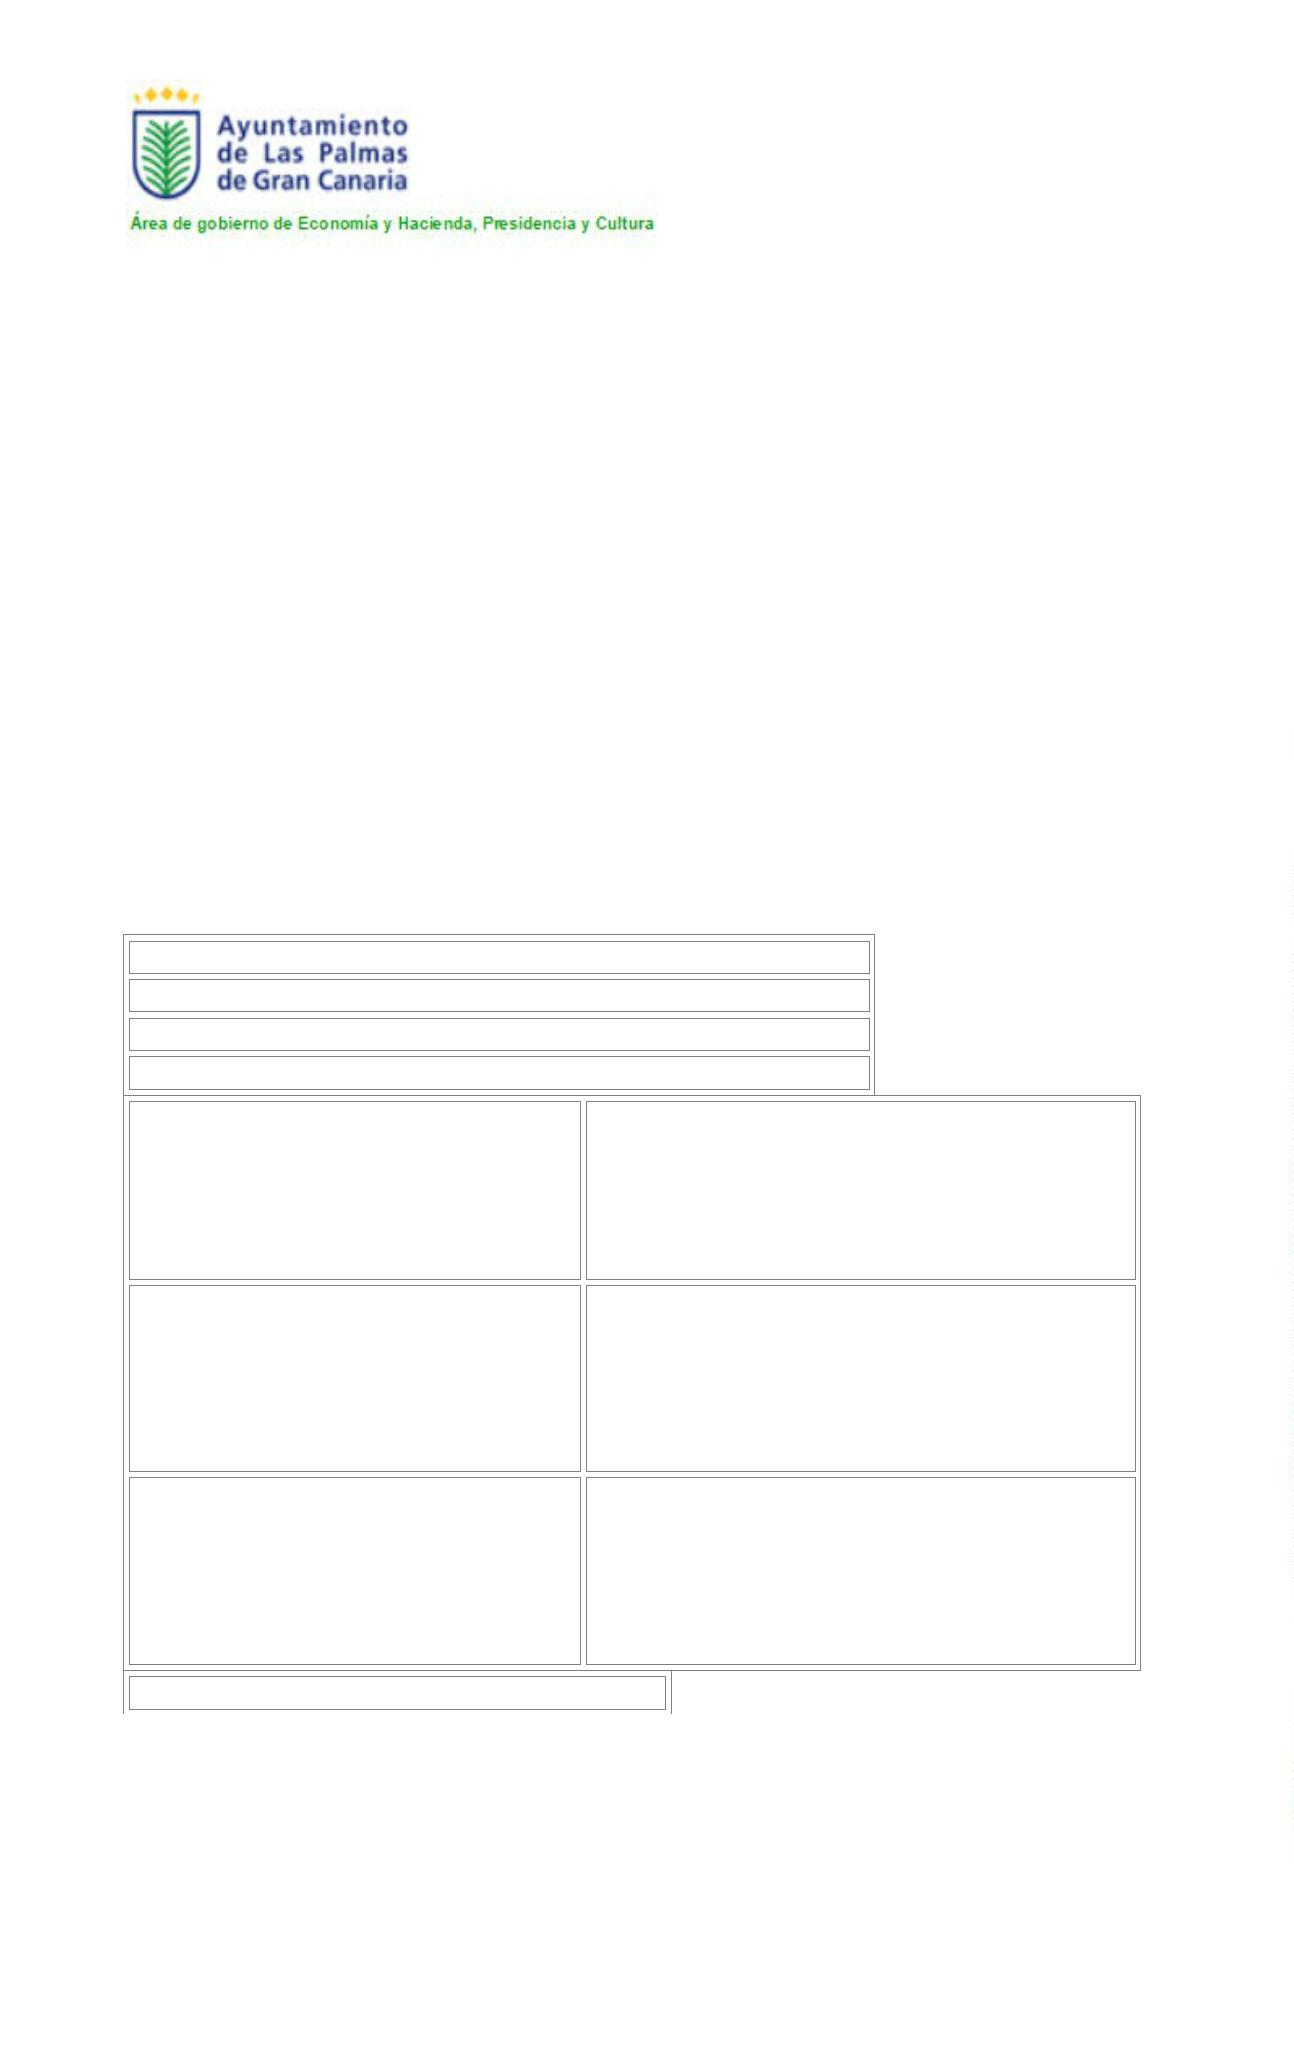 Ayuntamiento
de Las Palmas
de Gran Canaria
Área de gobierno de Economía y Hacienda, Presidencia y Cultura